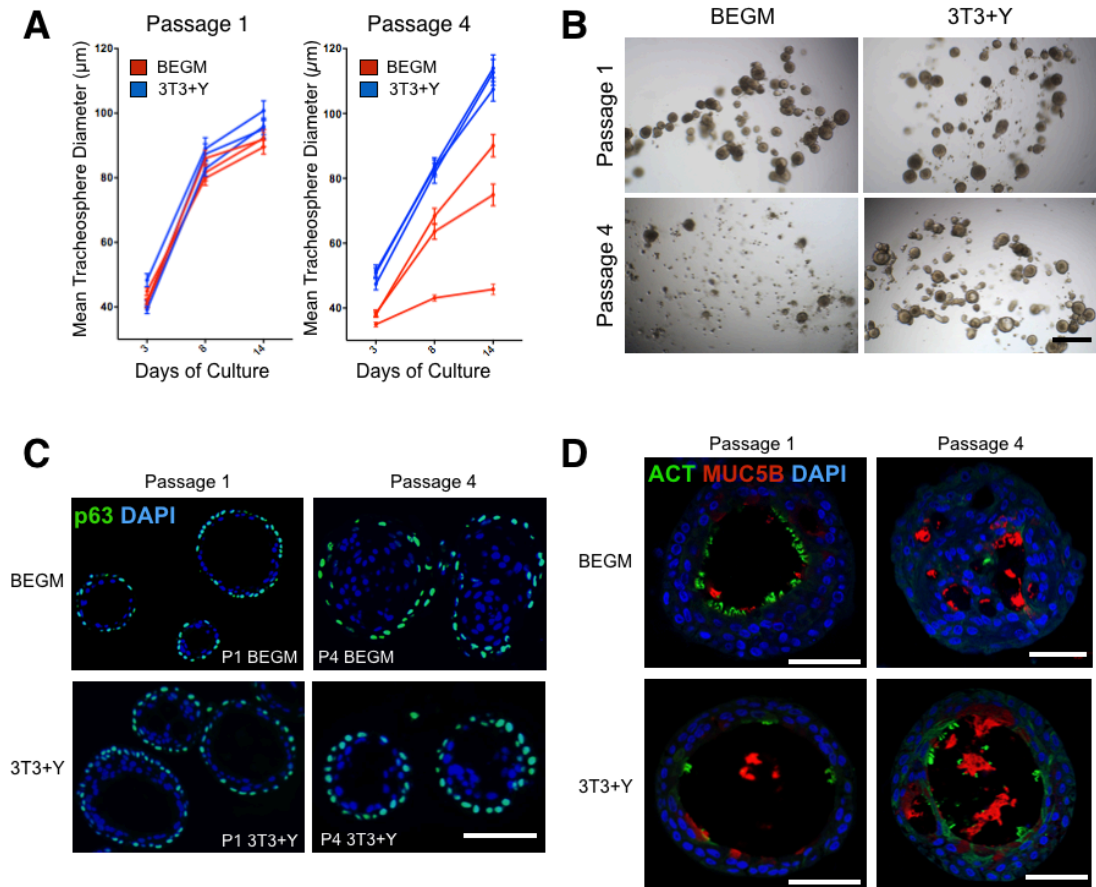 A
Passage 1
Passage 4
Mean Tracheosphere Diameter (µm)
120
100
80
60
40
BEGM
3T3+Y
3
8
14
Days of Culture
Mean Tracheosphere Diameter (µm)
120
100
80
60
40
BEGM
3T3+Y
3
8
14
Days of Culture
B
BEGM
3T3+Y
Passage 1
Passage 4
C
Passage 1
Passage 4
p63 DAPI
BEGM
P1 BEGM
P4 BEGM
3T3+Y
P1 3T3+Y
P4 3T3+Y
D
Passage 1
Passage 4
ACT MUC5B DAPI
BEGM
3T3+Y